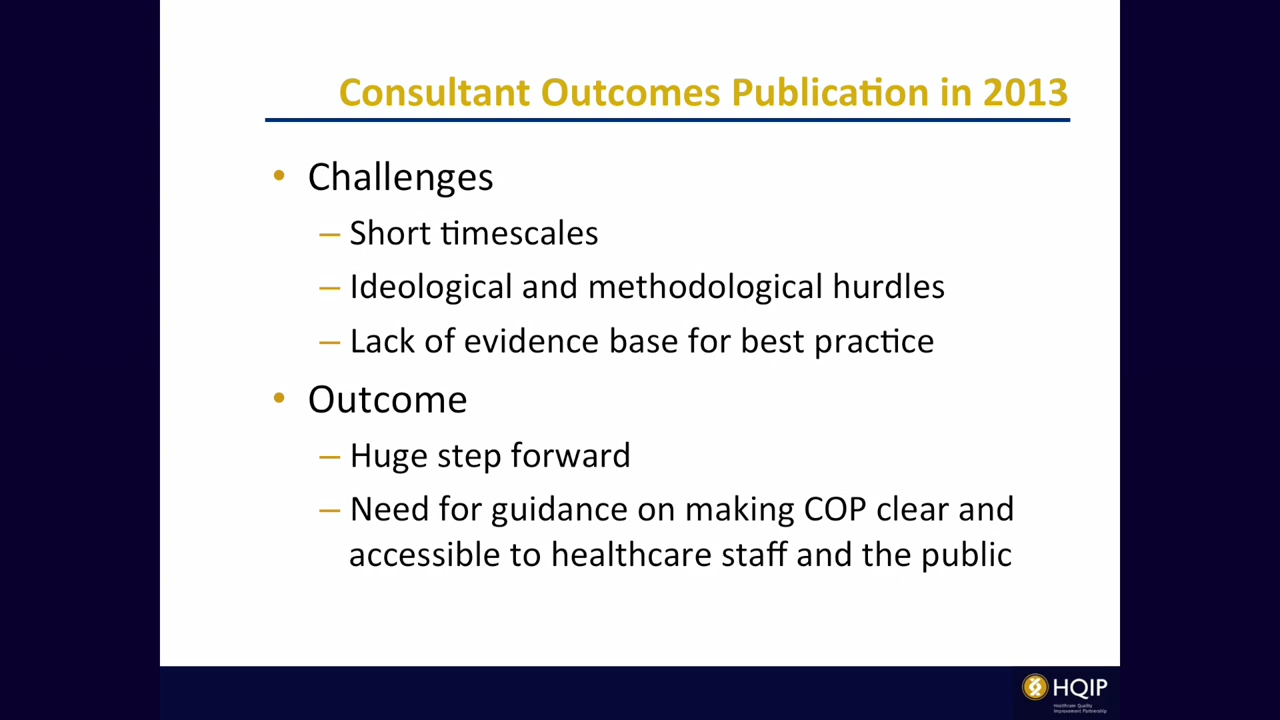 Consultant Outcomes Publication in 2013
• Challenges
– Short timescales
– Ideological and methodological hurdles
– Lack of evidence base for best practice
• Outcome
– Huge step forward
– Need for guidance on making COP clear and
accessible to healthcare staff and the public
HQIP
Healthcare Quality
Improvement Partnership